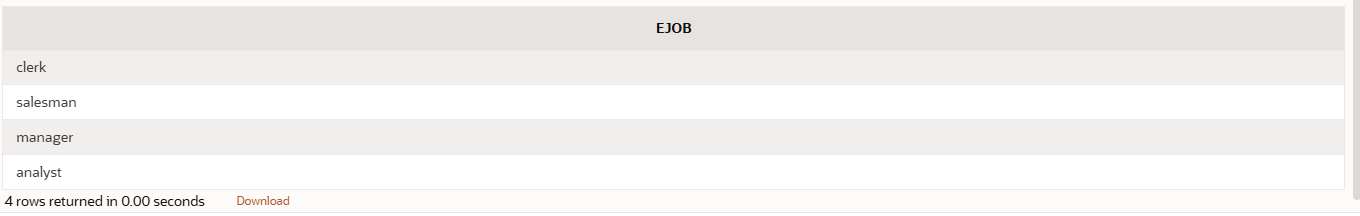 EJOB
clerk
salesman
manager
analyst
4 rows returned in 0.00 seconds Download